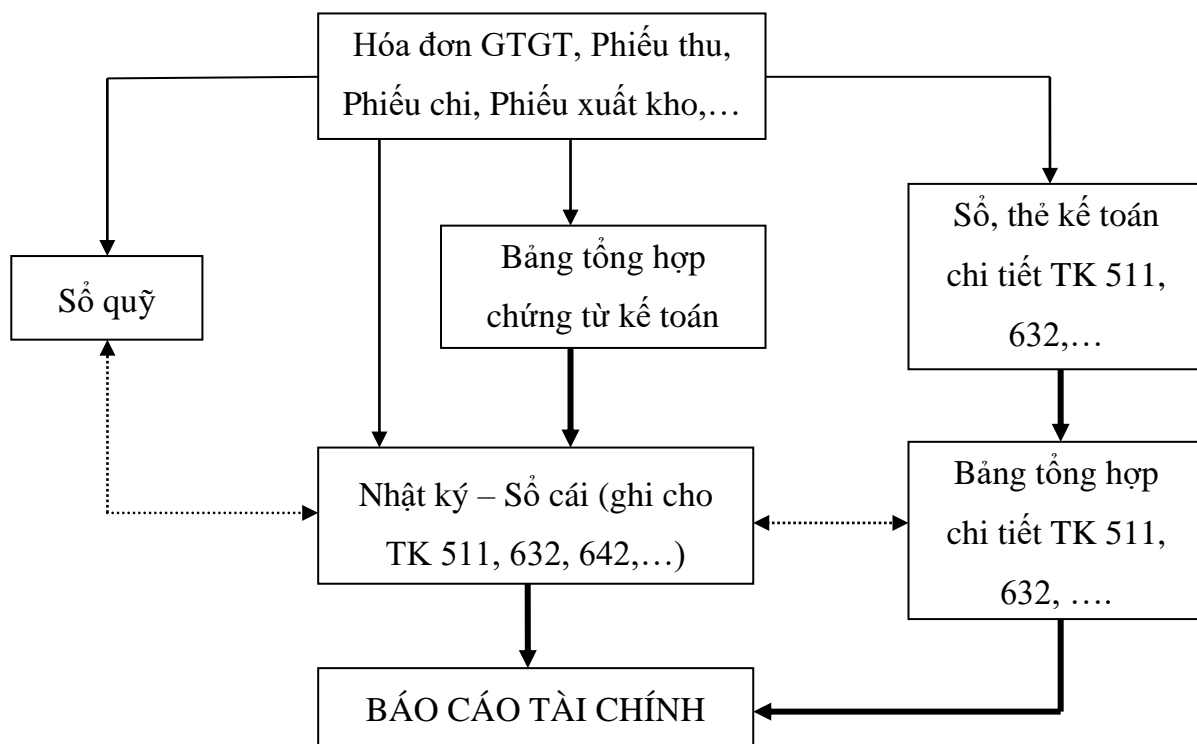 Hóa đơn GTGT, Phiếu thu,
Phiếu chi, Phiếu xuất kho,…
Sổ quỹ
Bảng tổng hợp
chứng từ kế toán
Sổ, thẻ kế toán
chi tiết TK 511,
632,…
Nhật ký – Sổ cái (ghi cho
TK 511, 632, 642,…)
Bảng tổng hợp
chi tiết TK 511,
632, ….
BÁO CÁO TÀI CHÍNH